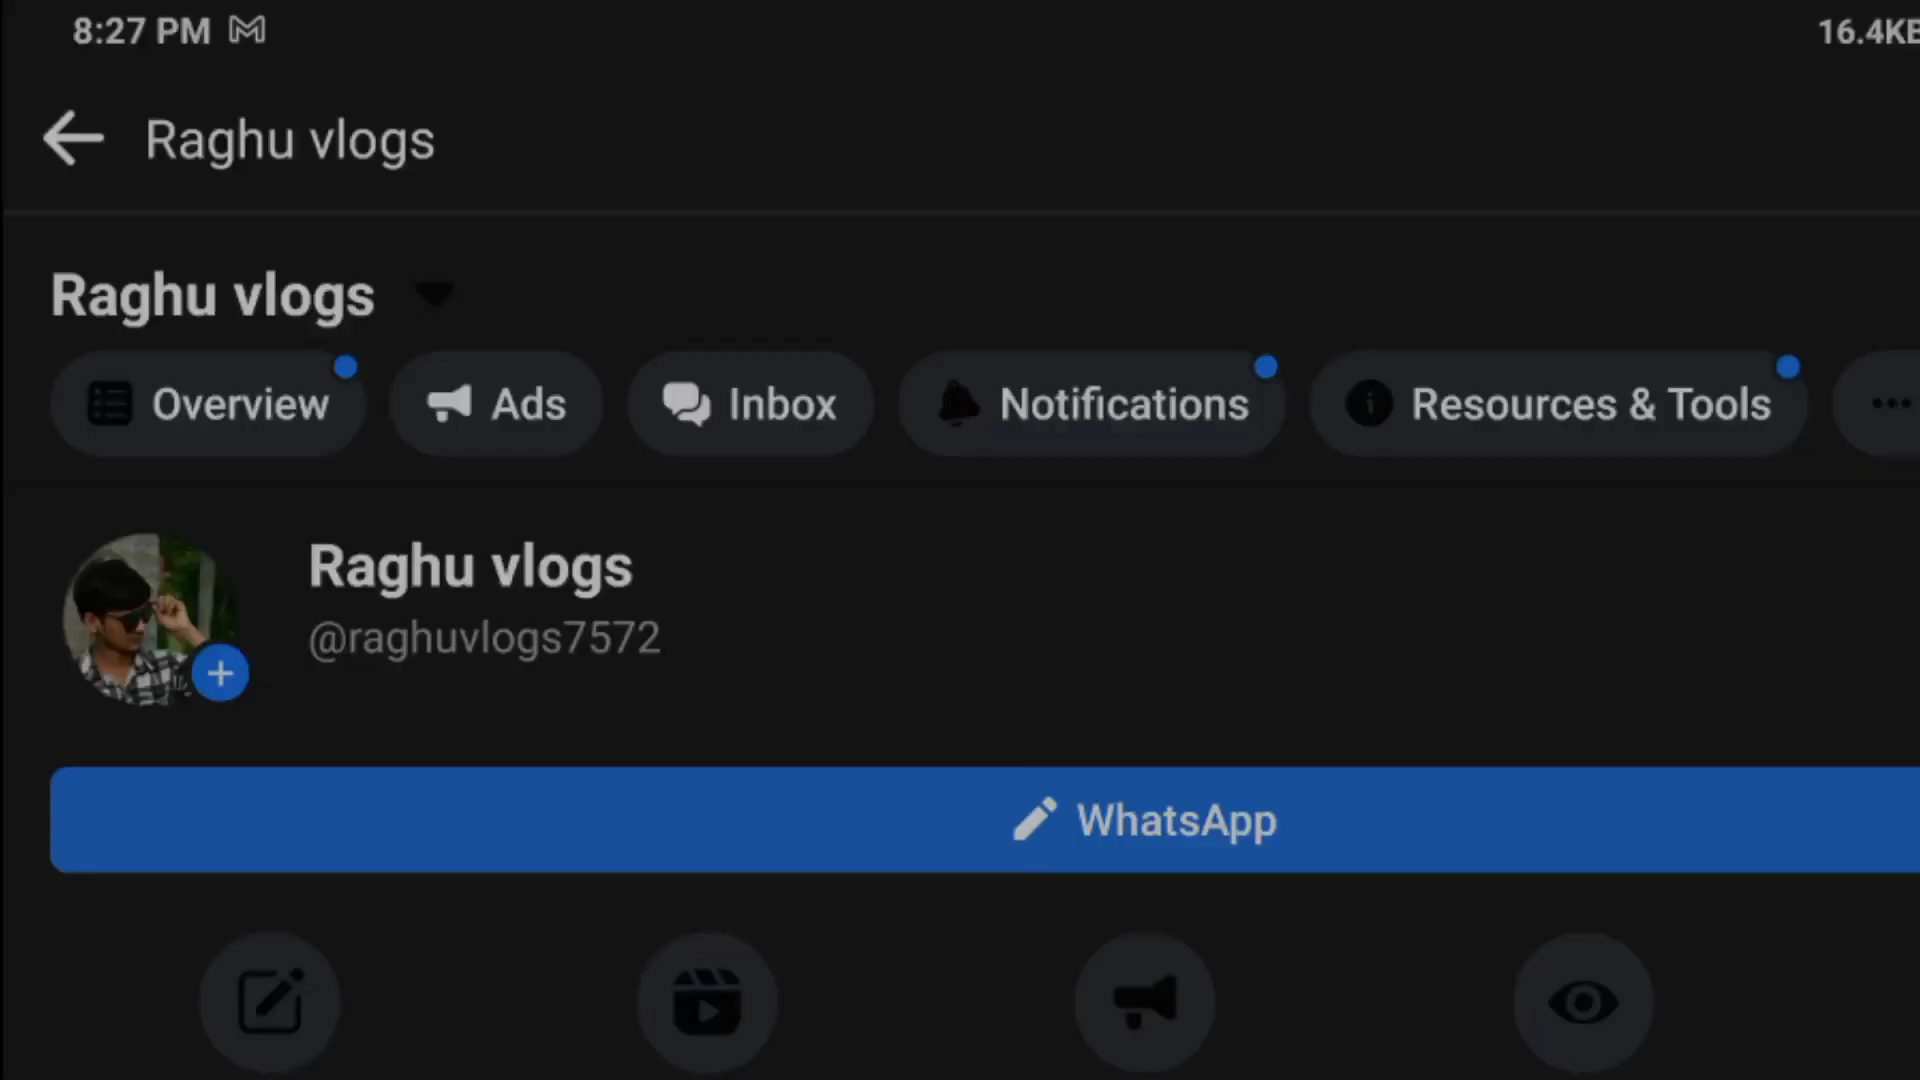 8:27 PM 16.4KB
Raghu vlogs
Raghu vlogs
Overview Ads Inbox Notifications Resources & Tools
Raghu vlogs
@raghuvlogs7572
WhatsApp